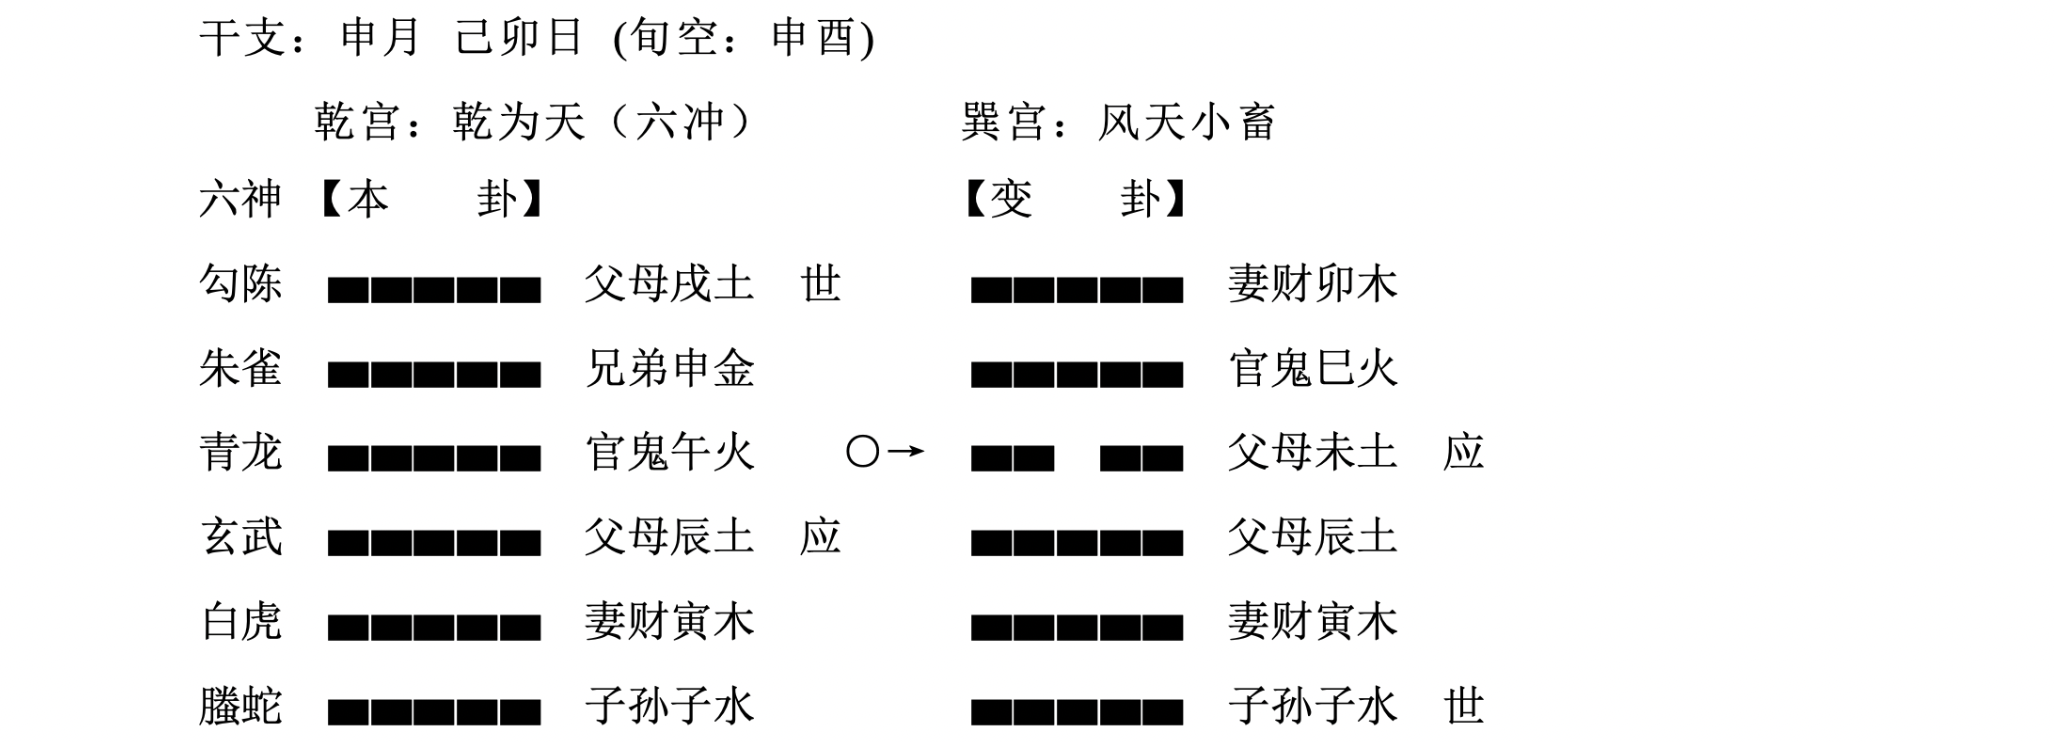 干支：申月 己卯日 (旬空：申酉)
乾宫：乾为天（六冲） 巽宫：风天小畜
六神 【本 卦】 【变 卦】
勾陈 父母戌土 世 妻财卯木
朱雀 兄弟申金 官鬼巳火
青龙 官鬼午火 ○→ 父母未土 应
玄武 父母辰土 应 父母辰土
白虎 妻财寅木 妻财寅木
螣蛇 子孙子水 子孙子水 世